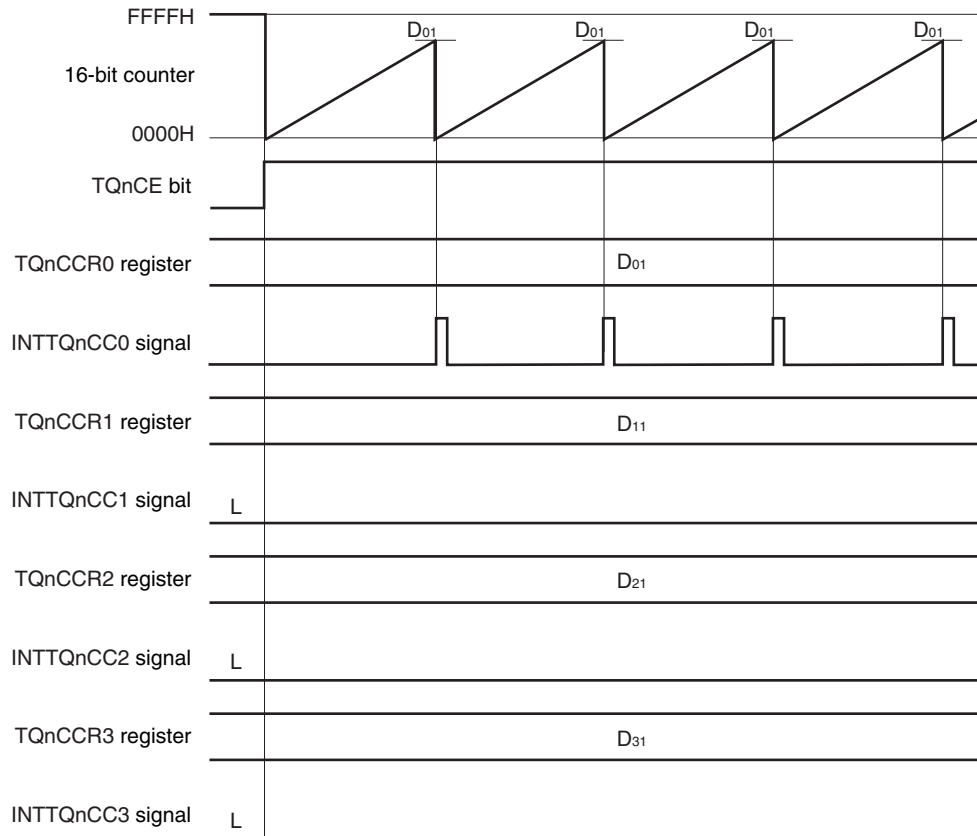 FFFFH
D01 D01 D01 D01
16-bit counter
0000H
TQnCE bit
TQnCCR0 register D01
INTTQnCC0 signal
TQnCCR1 register D11
INTTQnCC1 signal L
TQnCCR2 register D21
INTTQnCC2 signal L
TQnCCR3 register D31
INTTQnCC3 signal L